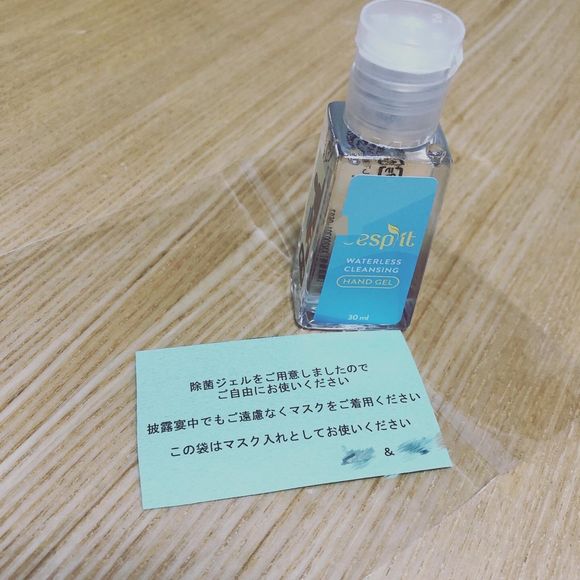 esprit
WATERLESS
CLEANSING
HAND GEL
30 ml
除菌ジェルをご用意しましたので
ご自由にお使いください
披露宴中でもご遠慮なくマスクをご着用ください
この袋はマスク入れとしてお使いください
&